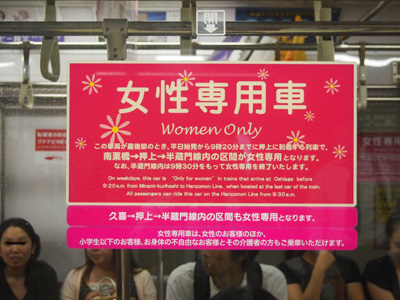 開
女性専用車
Women Only
この車両が最後部のとき、平日始発から9時20分までに押上に到着する列車で、
南栗橋→押上→半蔵門線内の区間が女性専用となります。
なお、半蔵門線内は9時30分をもって女性専用を終了いたします。
On weekdays, this car is "Only for women" in trains that arrive at Oshiage before
9:20a.m. from Minami-kurihashi to Hanzomon Line. when located at the last car of the train.
All passengers can ride this car on the Hanzomon Line from 9:30a.m.
久喜→押上→半蔵門線内の区間も女性専用となります。
女性専用車は、女性のお客様のほか、
小学生以下のお客様、お身体の不自由なお客様とその介護者の方もご乗車いただけます。